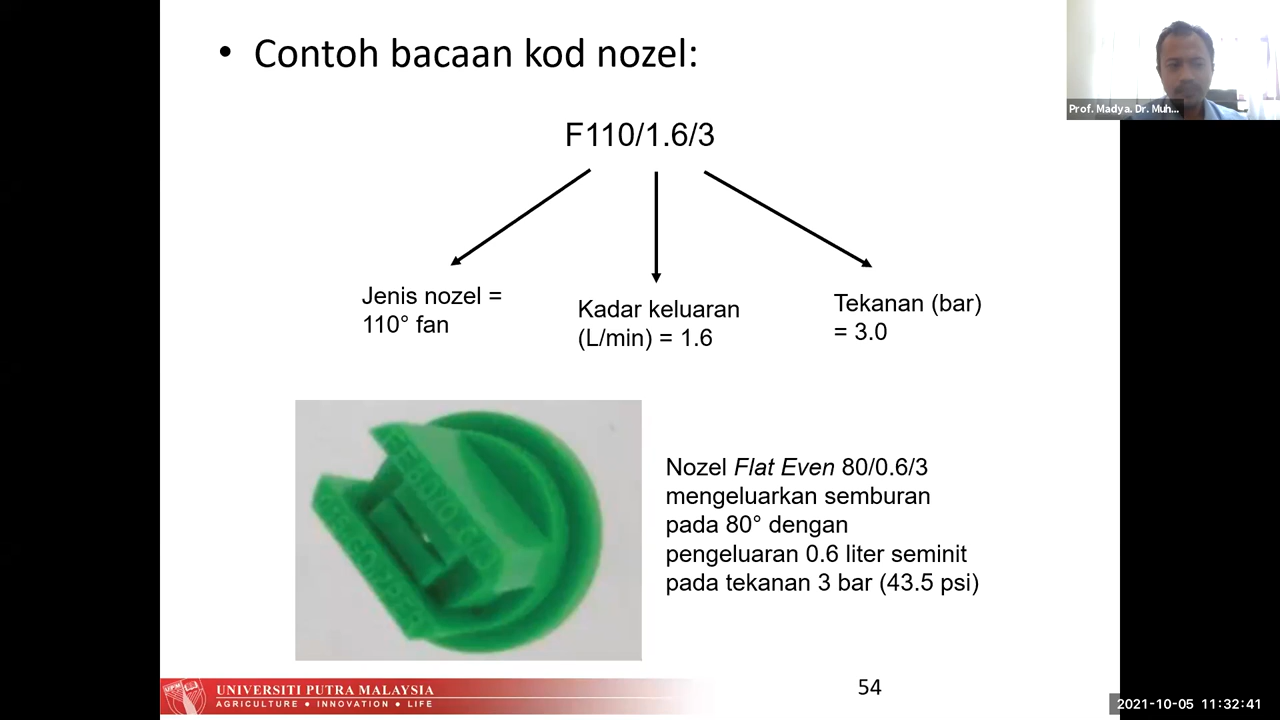 • Contoh bacaan kod nozel:
Prof. Madya. Dr. Muh...
F110/1.6/3
Jenis nozel =
110° fan
Kadar keluaran
(L/min) = 1.6
Tekanan (bar)
= 3.0
Nozel Flat Even 80/0.6/3
mengeluarkan semburan
pada 80° dengan
pengeluaran 0.6 liter seminit
pada tekanan 3 bar (43.5 psi)
UPM
UNIVERSITI PUTRA MALAYSIA
AGRICULTURE • INNOVATION • LIFE
54
2021-10-05 11:32:41